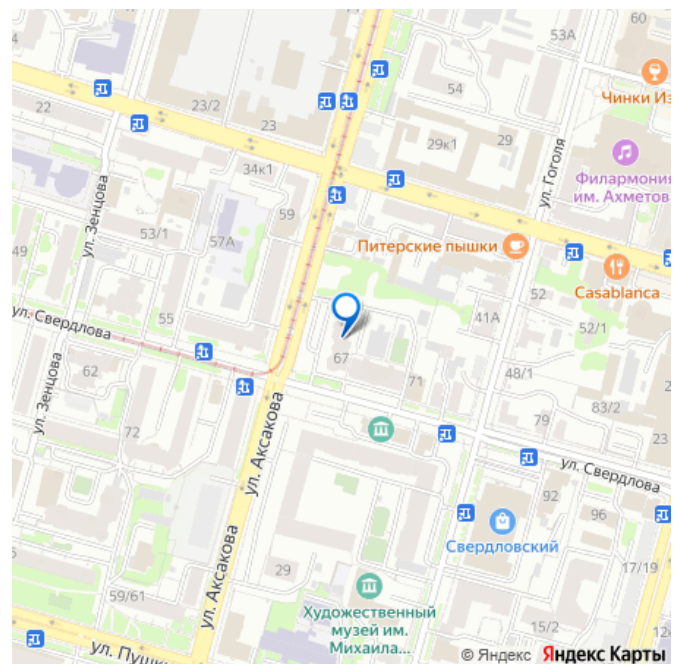 60
53А
Чинки Из
54
22
23/2
23
29к1
29
ул. Гоголя
Филармония
им. Ахметов
34к1
ул. Зенцова
59
53/1
57А
Питерские пышки
49
52
Casablanca
ул. Свердлова
55
41А
52/1
67
62
71
48/1
ул. Зенцова
83/2
2
ул. Аксакова
79
72
23
ул. Свердлова
92
96
Свердловский
ул. Аксакова
29
17/19
59/61
Художественный
музей им.
Михаила...
15/2
ул. Пушки
© Яндекс Яндекс Карты